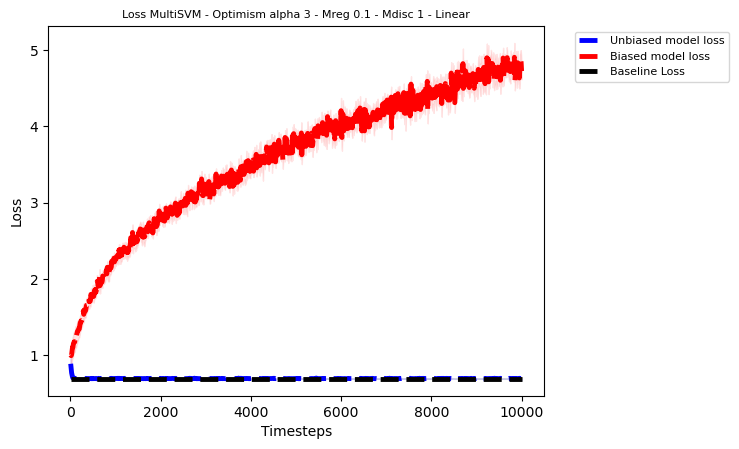 Loss MultiSVM - Optimism alpha 3 - Mreg 0.1 - Mdisc 1 - Linear
Unbiased model loss
Biased model loss
Baseline Loss
Loss
5
4
3
2
1
0
2000
4000
6000
8000
10000
Timesteps